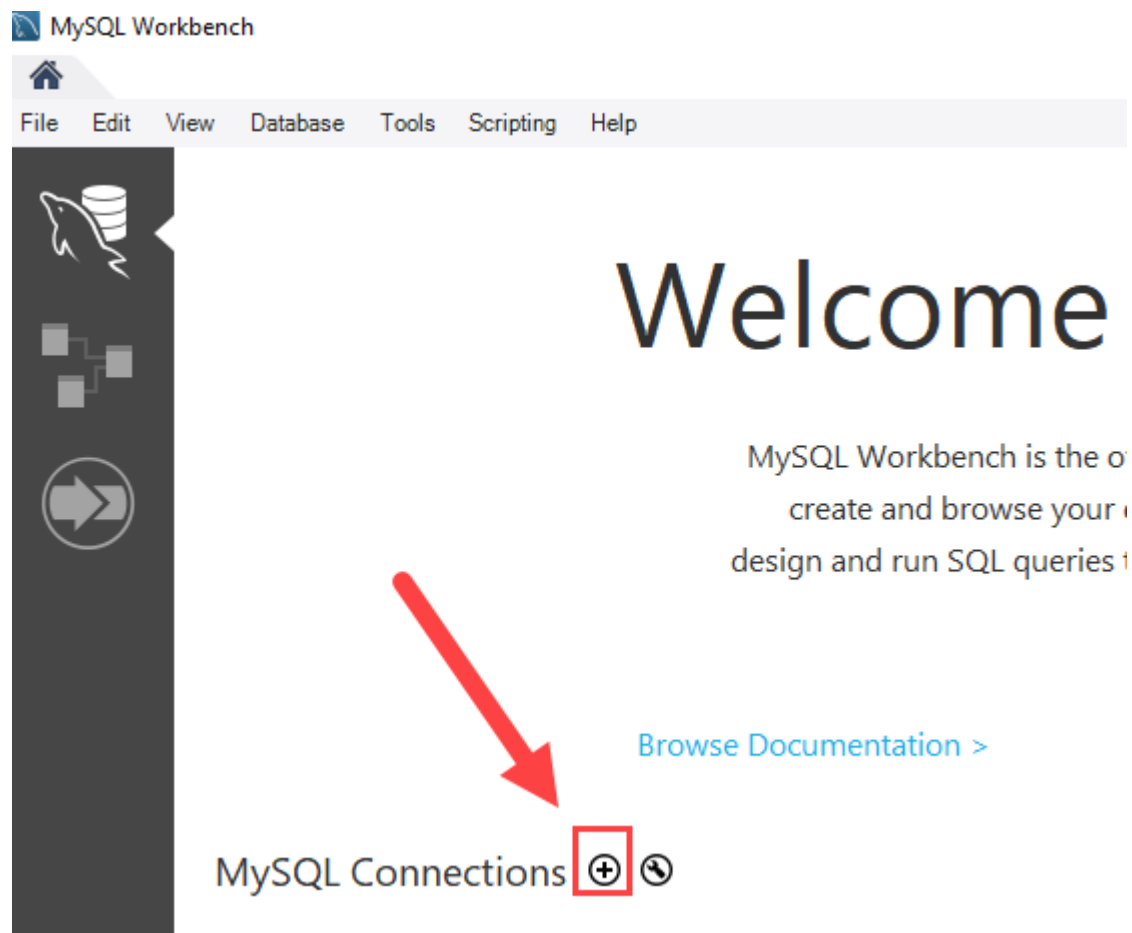 MySQL Workbench
File Edit View Database Tools Scripting Help
Welcome
MySQL Workbench is the
create and browse your
design and run SQL queries
Browse Documentation >
MySQL Connections